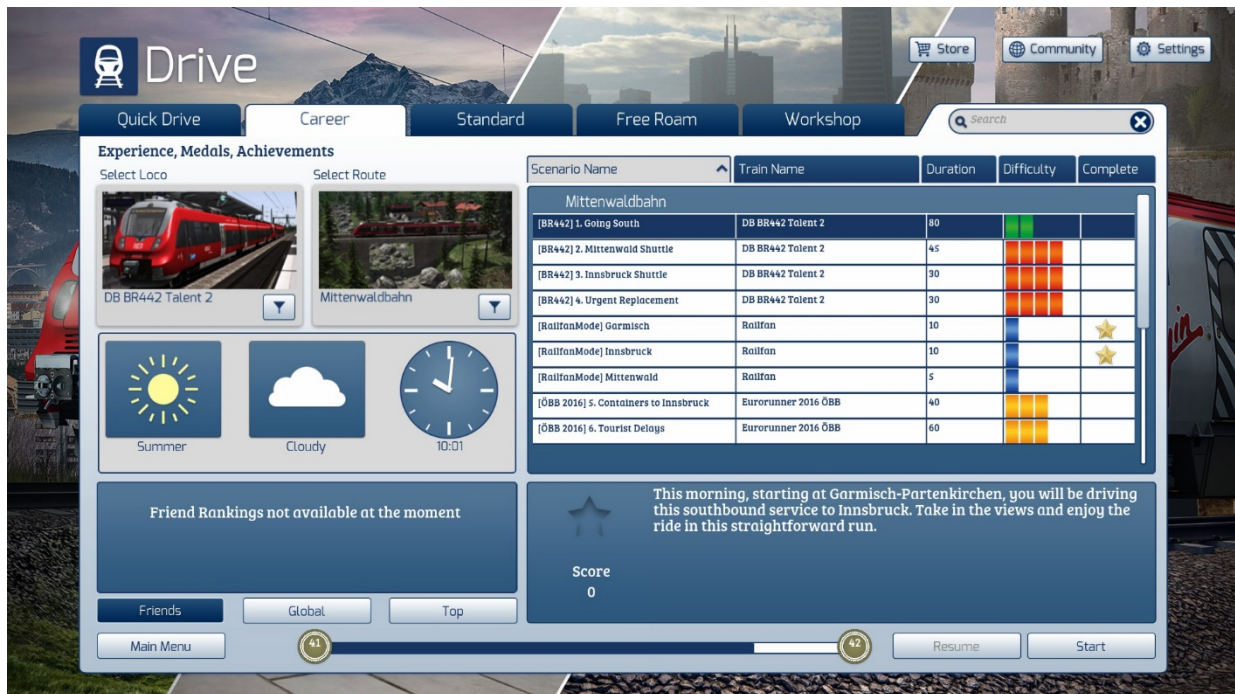 Drive
Store
Community
Settings
Quick Drive
Career
Standard
Free Roam
Workshop
Search
Experience, Medals, Achievements
Select Loco
Select Route
DB BR442 Talent 2
Mittenwaldbahn
Summer
Cloudy
10:01
Scenario Name Train Name Duration Difficulty Complete
Mittenwaldbahn
[BR442] 1. Going South DB BR442 Talent 2 80
[BR442] 2. Mittenwald Shuttle DB BR442 Talent 2 45
[BR442] 3. Innsbruck Shuttle DB BR442 Talent 2 30
[BR442] 4. Urgent Replacement DB BR442 Talent 2 30
[RailfanMode] Garmisch Railfan 10
[RailfanMode] Innsbruck Railfan 10
[RailfanMode] Mittenwald Railfan 5
[ÖBB 2016] 5. Containers to Innsbruck Eurorunner 2016 ÖBB 40
[ÖBB 2016] 6. Tourist Delays Eurorunner 2016 ÖBB 60
Friend Rankings not available at the moment
This morning, starting at Garmisch-Partenkirchen, you will be driving
this southbound service to Innsbruck. Take in the views and enjoy the
ride in this straightforward run.
Score
0
Friends
Global
Top
Main Menu
41
42
Resume
Start